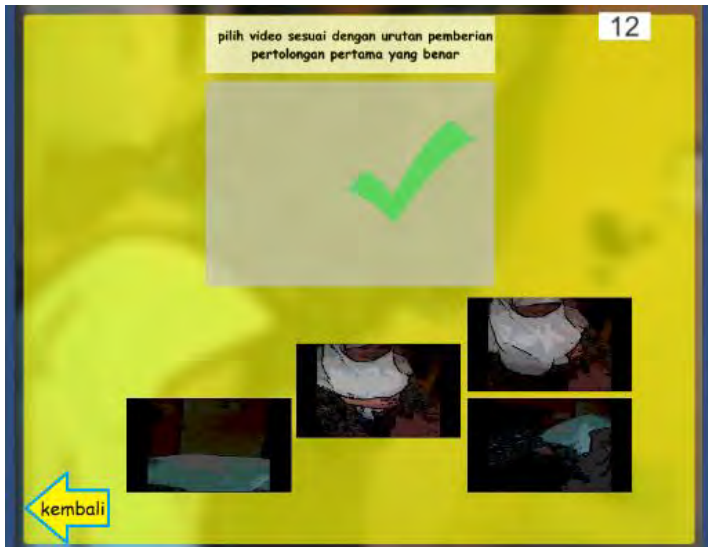 pilih video sesuai dengan urutan pemberian
pertolongan pertama yang benar
12
kembali